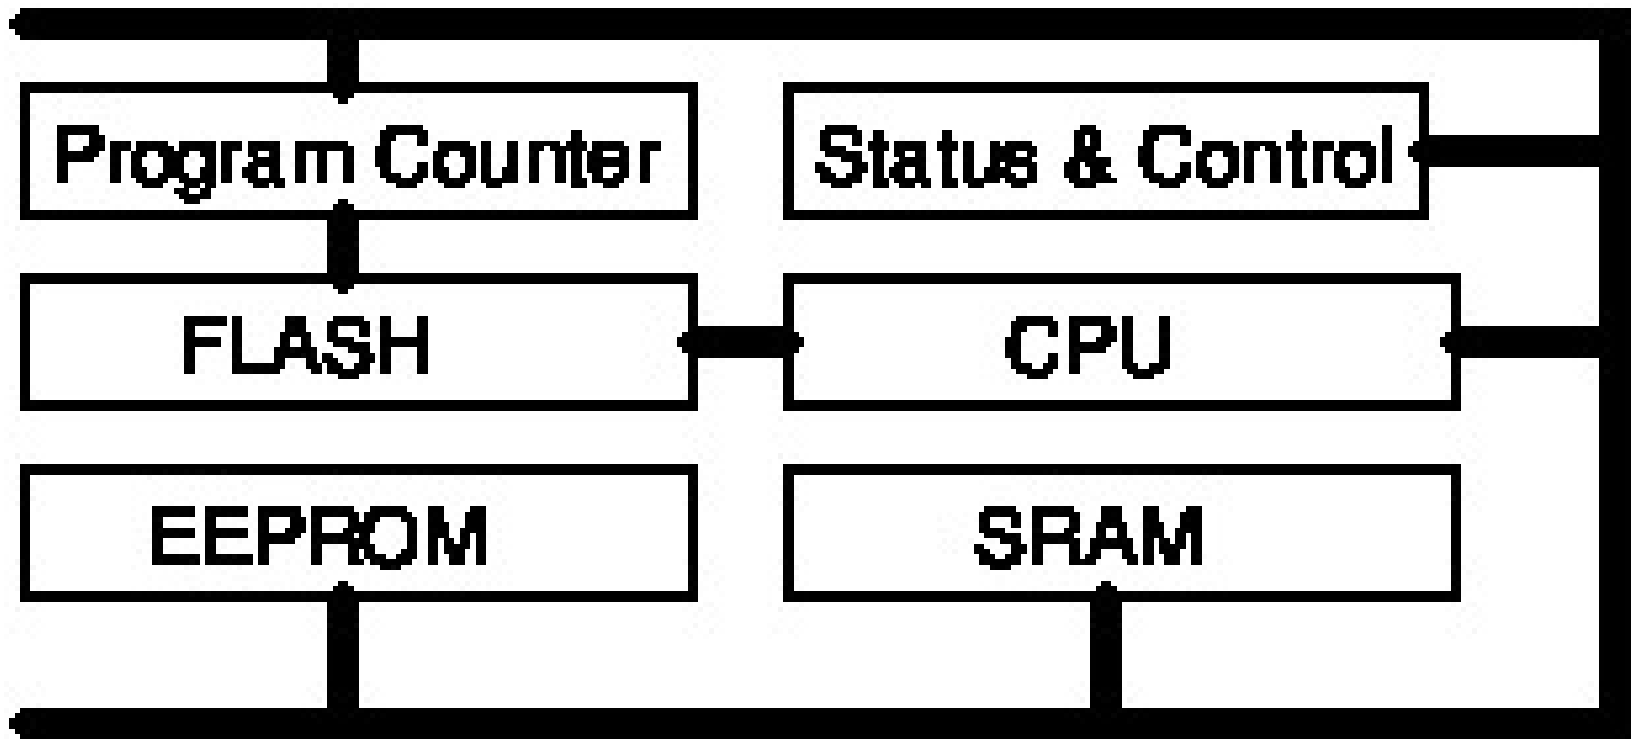 Program Counter
Status & Control
FLASH
CPU
EEPROM
SRAM